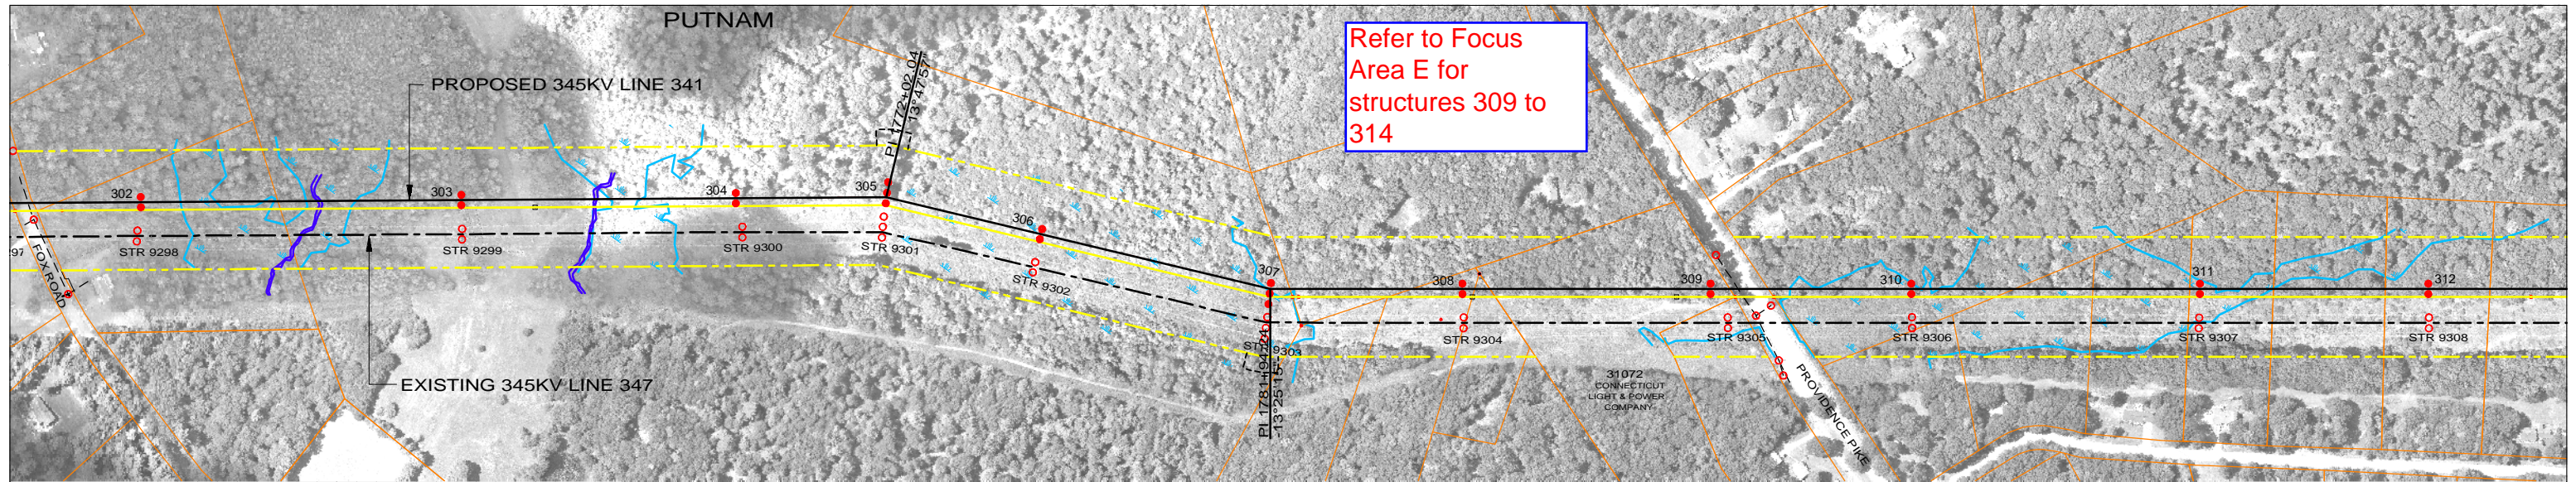 PUTNAM
Refer to Focus
Area E for
structures 309 to
314
PROPOSED 345KV LINE 341
PI 1772+02.04
13°47'57"
302
303
304
305
306
307
308
309
310
311
312
297
STR 9298
STR 9299
STR 9300
STR 9301
STR 9302
STR 9303
STR 9304
STR 9305
STR 9306
STR 9307
STR 9308
FOX ROAD
EXISTING 345KV LINE 347
-13°25'15"
31072
CONNECTICUT
LIGHT & POWER
COMPANY
PROVIDENCE PIKE